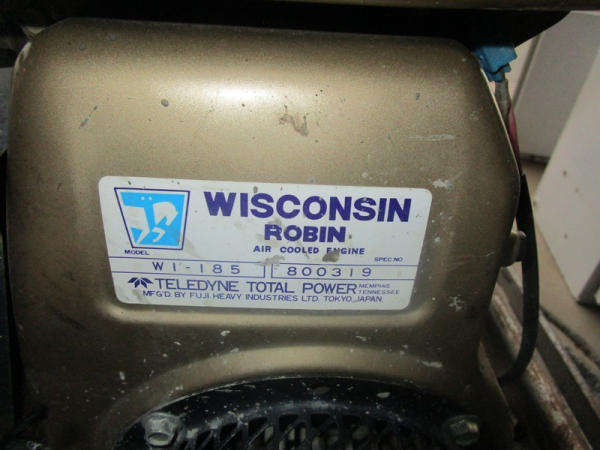 WISCONSIN
ROBIN
AIR COOLED ENGINE
MODEL SPEC NO
W1-185 800319
TELEDYNE TOTAL POWER MEMPHIS TENNESSEE
MFG'D. BY FUJI HEAVY INDUSTRIES LTD. TOKYO, JAPAN.